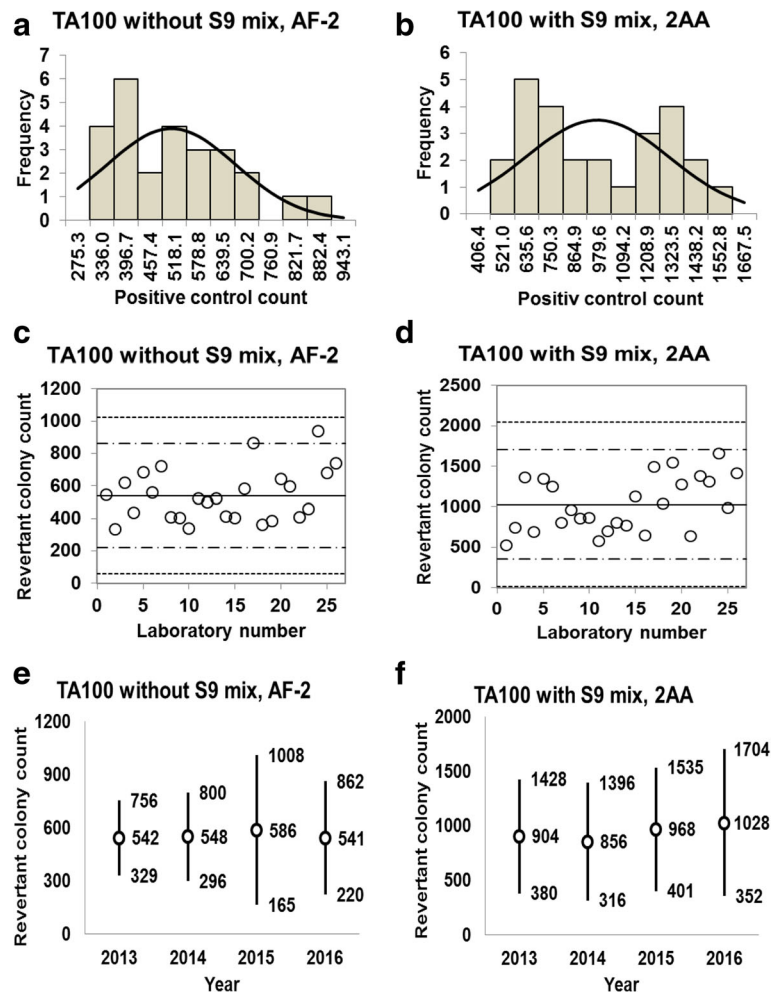 a
TA100 without S9 mix, AF-2
7
6
5
4
3
2
1
0
Frequency
275.3 336.0 396.7 457.4 518.1 578.8 639.5 700.2 760.9 821.7 882.4 943.1
Positive control count
b
TA100 with S9 mix, 2AA
6
5
4
3
2
1
0
Frequency
406.4 521.0 635.6 750.3 864.9 979.6 1094.2 1208.9 1323.5 1438.2 1552.8 1667.5
Positiv control count
c
TA100 without S9 mix, AF-2
1200
1000
800
600
400
200
0
Revertant colony count
0 5 10 15 20 25
Laboratory number
d
TA100 with S9 mix, 2AA
2500
2000
1500
1000
500
0
Revertant colony count
0 5 10 15 20 25
Laboratory number
e
TA100 without S9 mix, AF-2
1200
900
600
300
0
Revertant colony count
756 542 329
800 548 296
1008 586 165
862 541 220
2013 2014 2015 2016
Year
f
TA100 with S9 mix, 2AA
2000
1500
1000
500
0
Revertant colony count
1428 904 380
1396 856 316
1535 968 401
1704 1028 352
2013 2014 2015 2016
Year